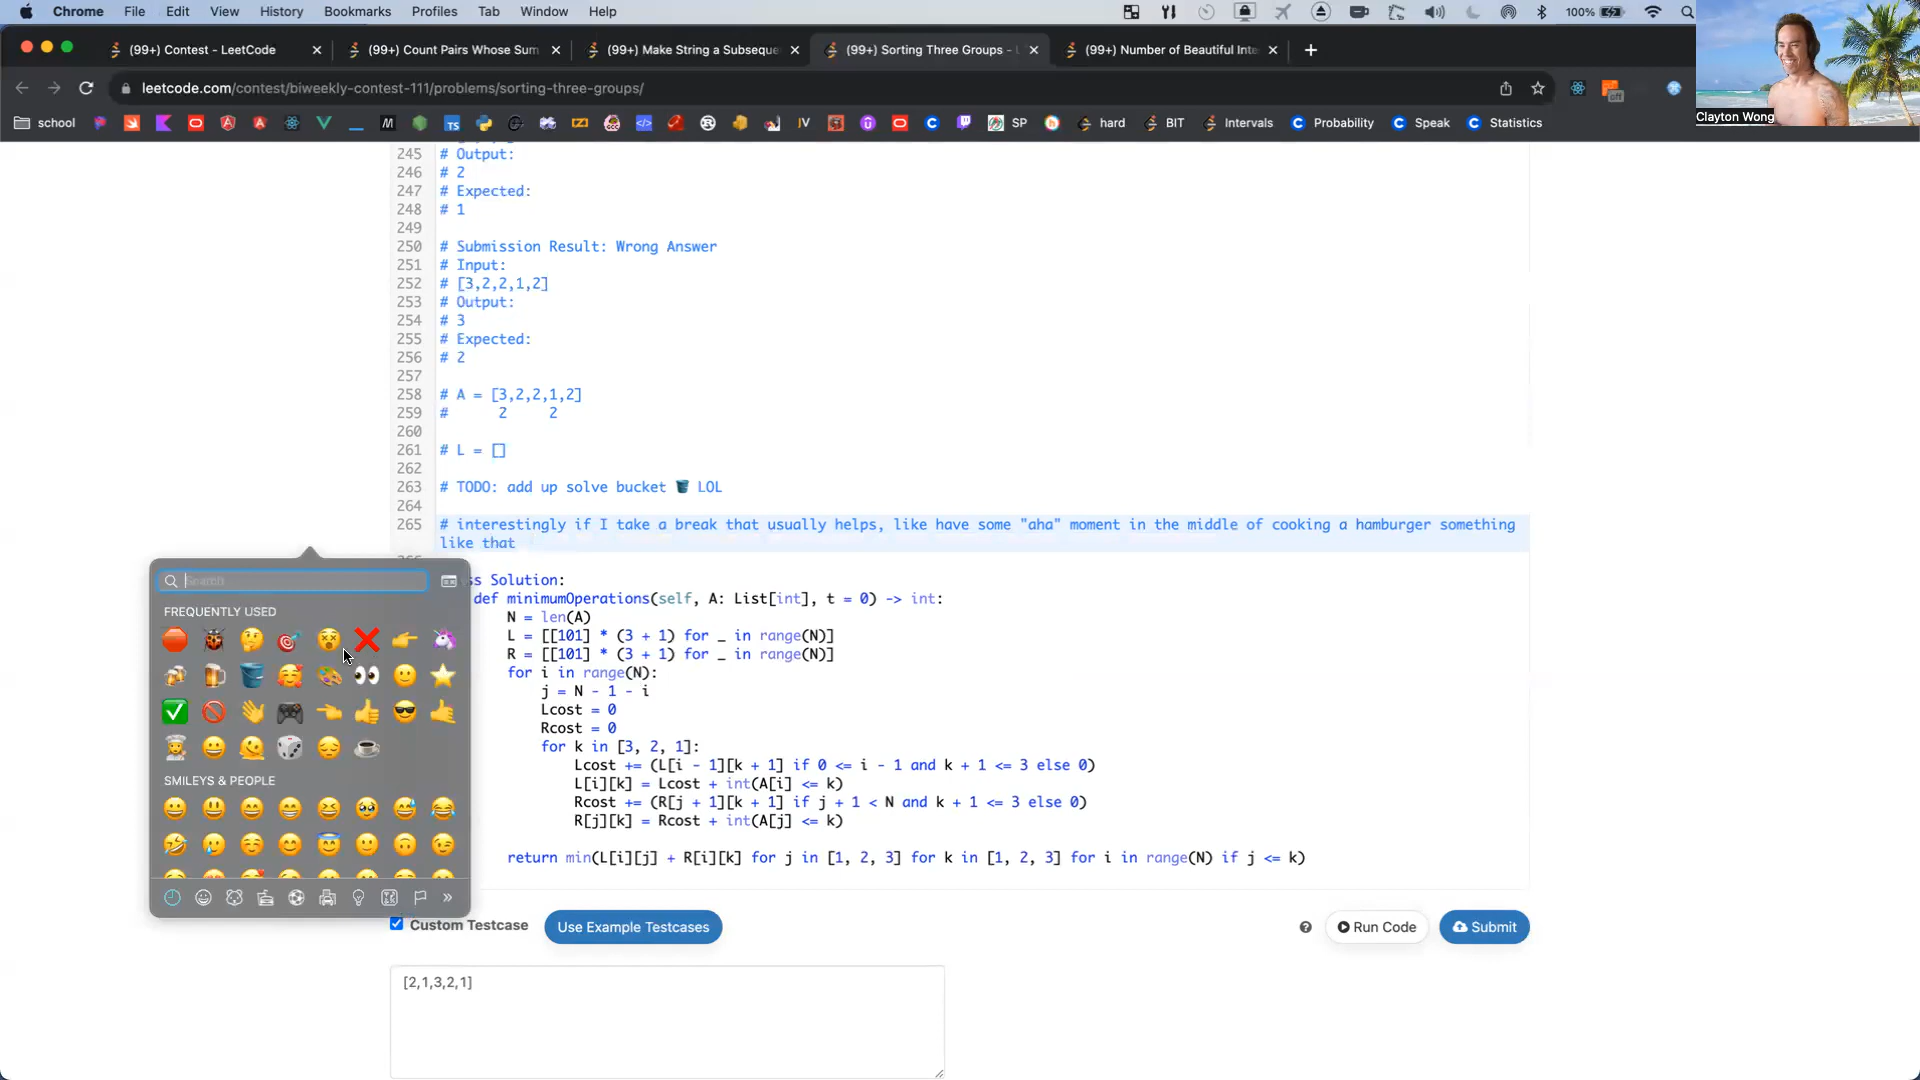 Chrome File Edit View History Bookmarks Profiles Tab Window Help 100%
(99+) Contest - LeetCode
(99+) Count Pairs Whose Sum
(99+) Make String a Subseque
(99+) Sorting Three Groups - L
(99+) Number of Beautiful Inte
leetcode.com/contest/biweekly-contest-111/problems/sorting-three-groups/
off
Clayton Wong
school TS JV SP hard BIT Intervals Probability Speak Statistics
245 # Output:
246 # 2
247 # Expected:
248 # 1
249
250 # Submission Result: Wrong Answer
251 # Input:
252 # [3,2,2,1,2]
253 # Output:
254 # 3
255 # Expected:
256 # 2
257
258 # A = [3,2,2,1,2]
259 # 2 2
260
261 # L = []
262
263 # TODO: add up solve bucket 🪣 LOL
264
265 # interestingly if I take a break that usually helps, like have some "aha" moment in the middle of cooking a hamburger something
like that
ss Solution:
def minimumOperations(self, A: List[int], t = 0) -> int:
N = len(A)
L = [[101] * (3 + 1) for _ in range(N)]
R = [[101] * (3 + 1) for _ in range(N)]
for i in range(N):
j = N - 1 - i
Lcost = 0
Rcost = 0
for k in [3, 2, 1]:
Lcost += (L[i - 1][k + 1] if 0 <= i - 1 and k + 1 <= 3 else 0)
L[i][k] = Lcost + int(A[i] <= k)
Rcost += (R[j + 1][k + 1] if j + 1 < N and k + 1 <= 3 else 0)
R[j][k] = Rcost + int(A[j] <= k)
return min(L[i][j] + R[i][k] for j in [1, 2, 3] for k in [1, 2, 3] for i in range(N) if j <= k)
Search
FREQUENTLY USED
SMILEYS & PEOPLE
Custom Testcase
Use Example Testcases
Run Code
Submit
[2,1,3,2,1]